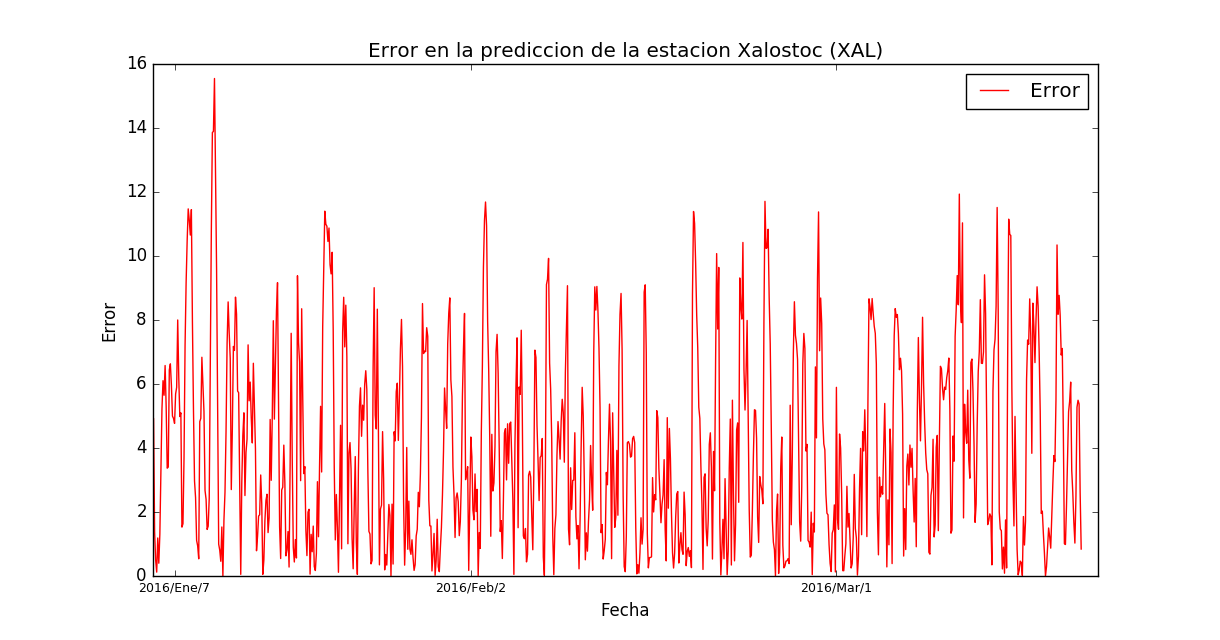 Error en la prediccion de la estacion Xalostoc (XAL)
Error
16
14
12
10
8
6
4
2
0
Error
2016/Ene/7
2016/Feb/2
2016/Mar/1
Fecha